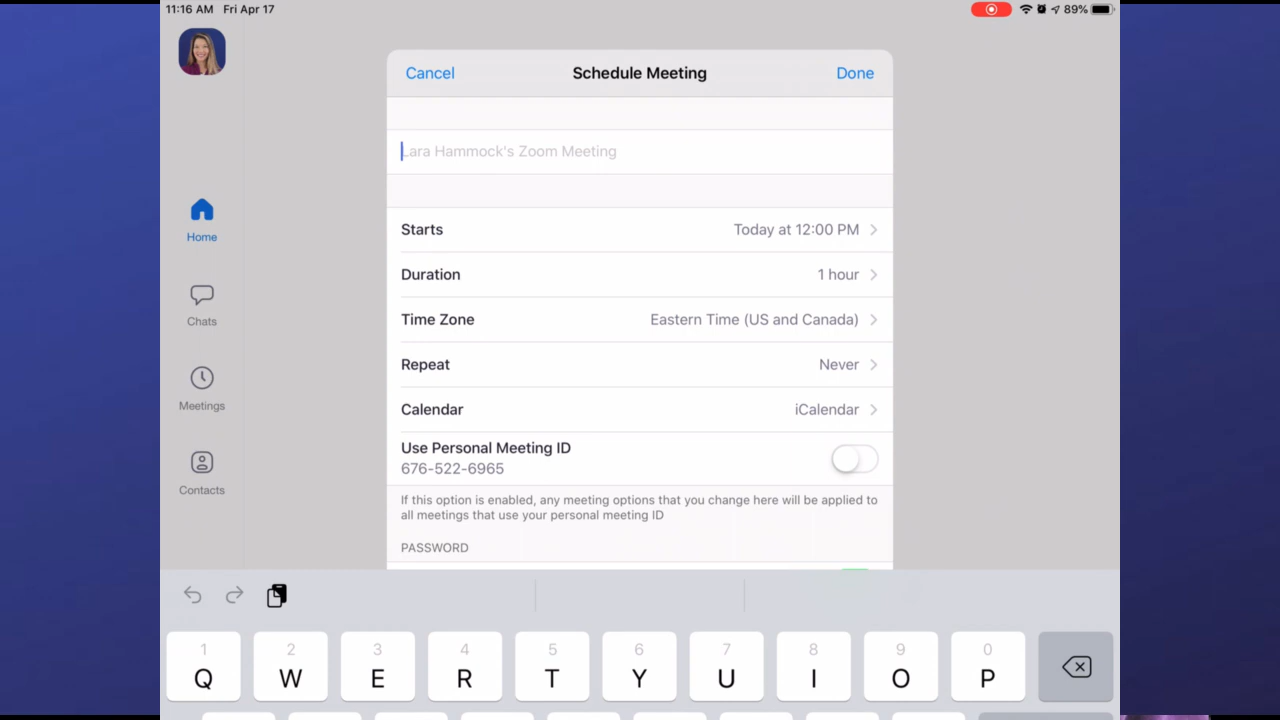 11:16 AM Fri Apr 17
89%
Cancel Schedule Meeting Done
Lara Hammock's Zoom Meeting
Starts Today at 12:00 PM
Duration 1 hour
Time Zone Eastern Time (US and Canada)
Repeat Never
Calendar iCalendar
Use Personal Meeting ID
676-522-6965
If this option is enabled, any meeting options that you change here will be applied to
all meetings that use your personal meeting ID
PASSWORD
Home
Chats
Meetings
Contacts
1 2 3 4 5 6 7 8 9 0
Q W E R T Y U I O P